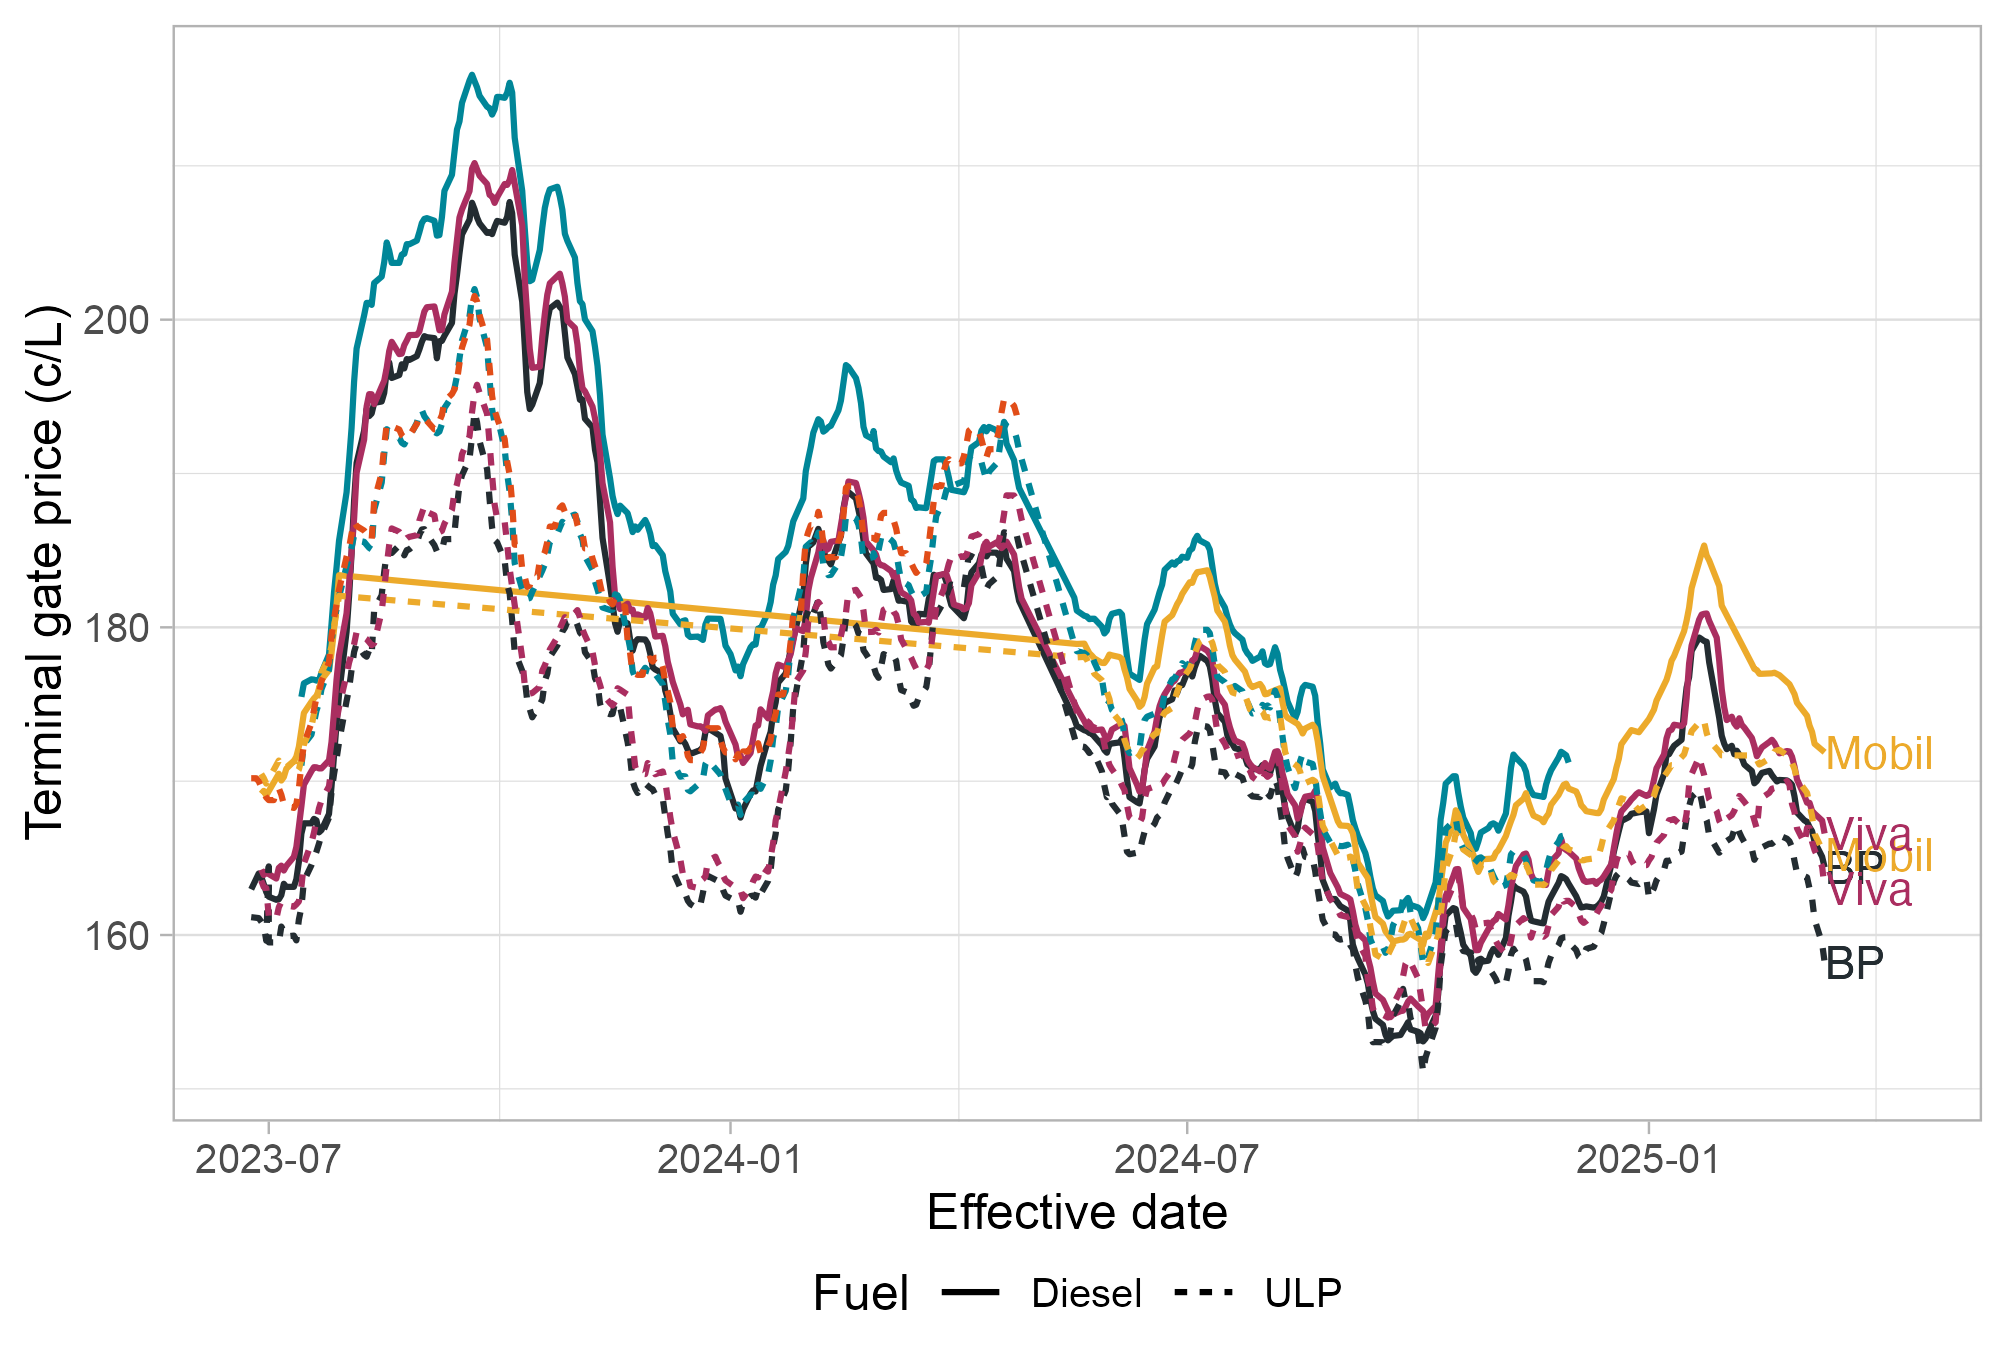 Terminal gate price (c/L)
200
180
160
Mobil
Viva
Mobil
BP
Viva
BP
2023-07
2024-01
2024-07
2025-01
Effective date
Fuel
Diesel
ULP